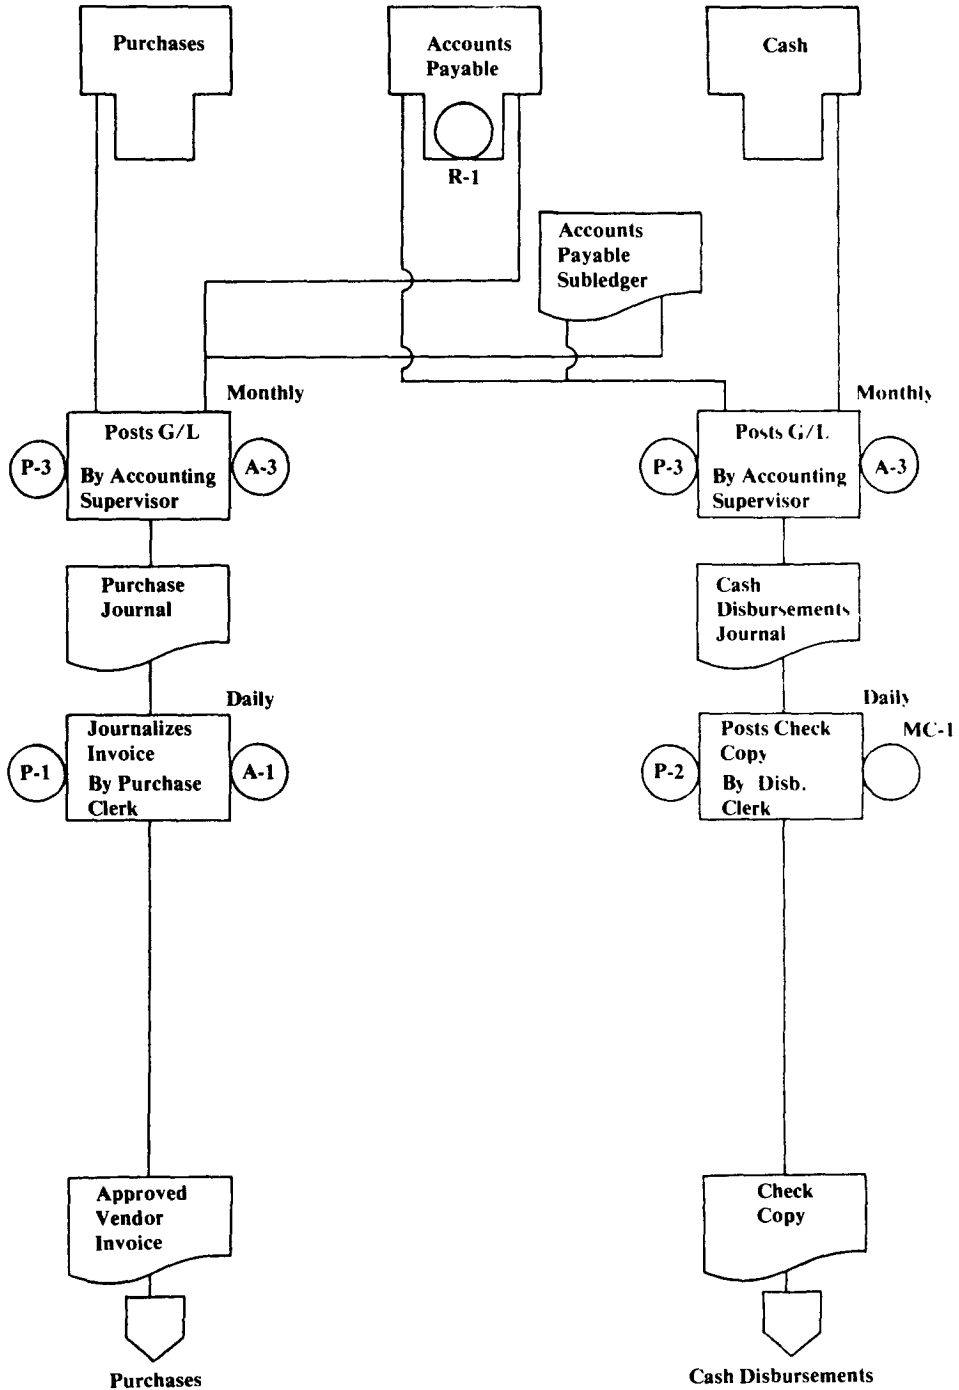 Purchases
Accounts
Payable
Cash
R-1
Accounts
Payable
Subledger
Monthly
Posts G/L
By Accounting
Supervisor
P-3
A-3
Monthly
Posts G/L
By Accounting
Supervisor
P-3
A-3
Purchase
Journal
Cash
Disbursements
Journal
Daily
Journalizes
Invoice
By Purchase
Clerk
P-1
A-1
Daily
MC-1
Posts Check
Copy
By Disb.
Clerk
P-2
Approved
Vendor
Invoice
Check
Copy
Purchases
Cash Disbursements